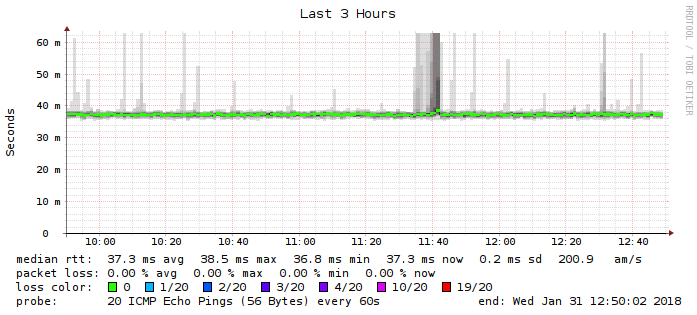 Last 3 Hours
RRDTOOL / TOBI OETIKER
Seconds
60 m
50 m
40 m
30 m
20 m
10 m
0
10:00 10:20 10:40 11:00 11:20 11:40 12:00 12:20 12:40
median rtt: 37.3 ms avg 38.5 ms max 36.8 ms min 37.3 ms now 0.2 ms sd 200.9 am/s
packet loss: 0.00 % avg 0.00 % max 0.00 % min 0.00 % now
loss color: 0 1/20 2/20 3/20 4/20 10/20 19/20
probe: 20 ICMP Echo Pings (56 Bytes) every 60s end: Wed Jan 31 12:50:02 2018